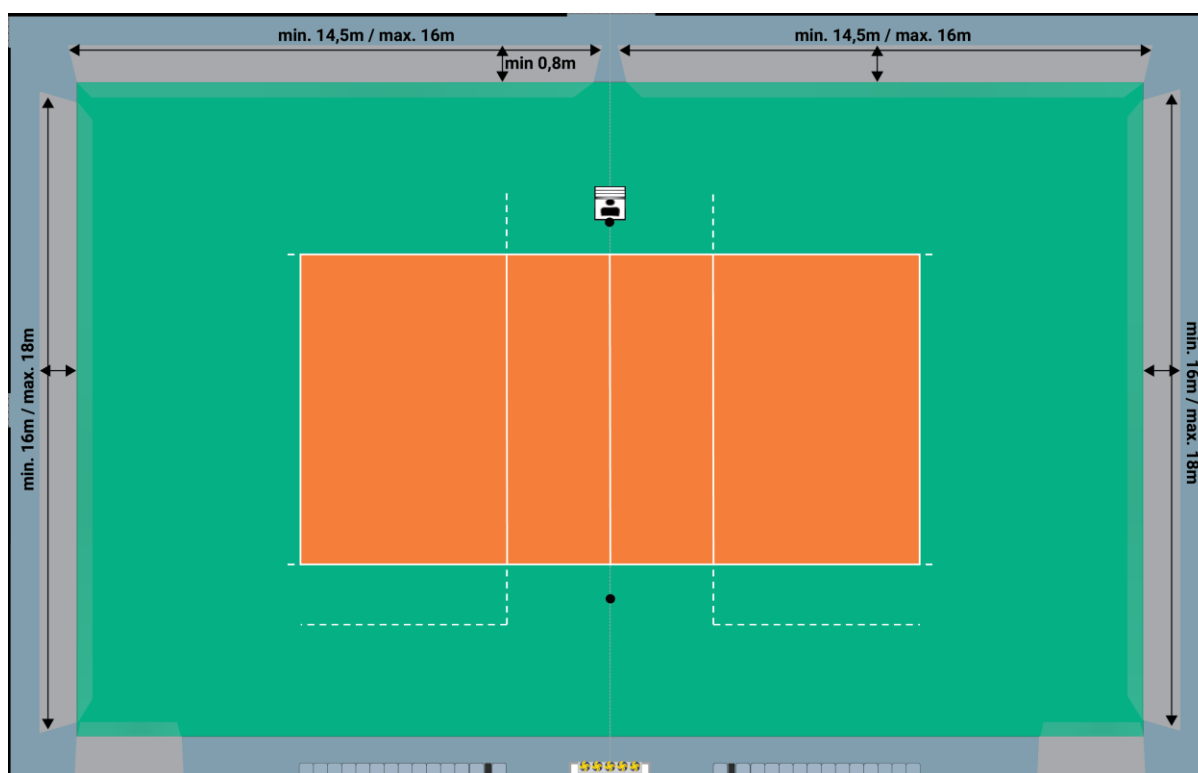 min. 14,5m / max. 16m
min. 14,5m / max. 16m
min 0,8m
min. 16m / max. 18m
min. 16m / max. 18m